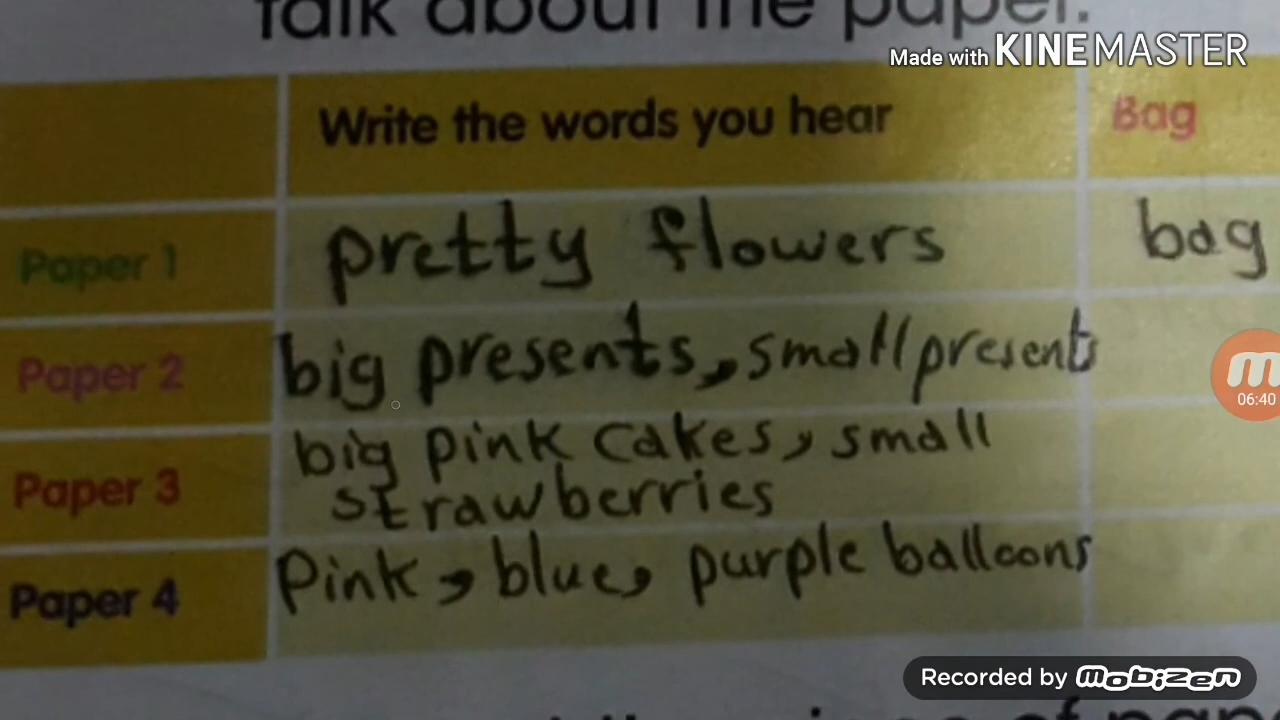 talk about the paper.
Made with KINEMASTER
Write the words you hear Bag
Paper 1 pretty flowers bag
Paper 2 big presents, small presents
06:40
Paper 3 big pink cakes, small
strawberries
Paper 4 Pink, blue, purple balloons
Recorded by mobizen